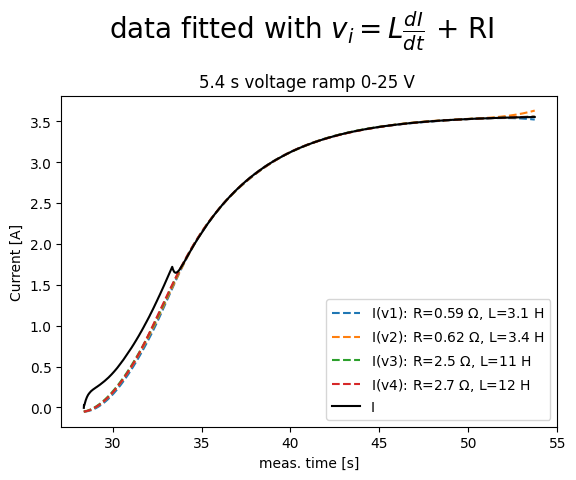 data fitted with $v_i = L\frac{dI}{dt}$ + RI
5.4 s voltage ramp 0-25 V
Current [A]
3.5
3.0
2.5
2.0
1.5
1.0
0.5
0.0
I(v1): R=0.59 Ω, L=3.1 H
I(v2): R=0.62 Ω, L=3.4 H
I(v3): R=2.5 Ω, L=11 H
I(v4): R=2.7 Ω, L=12 H
I
30 35 40 45 50 55
meas. time [s]